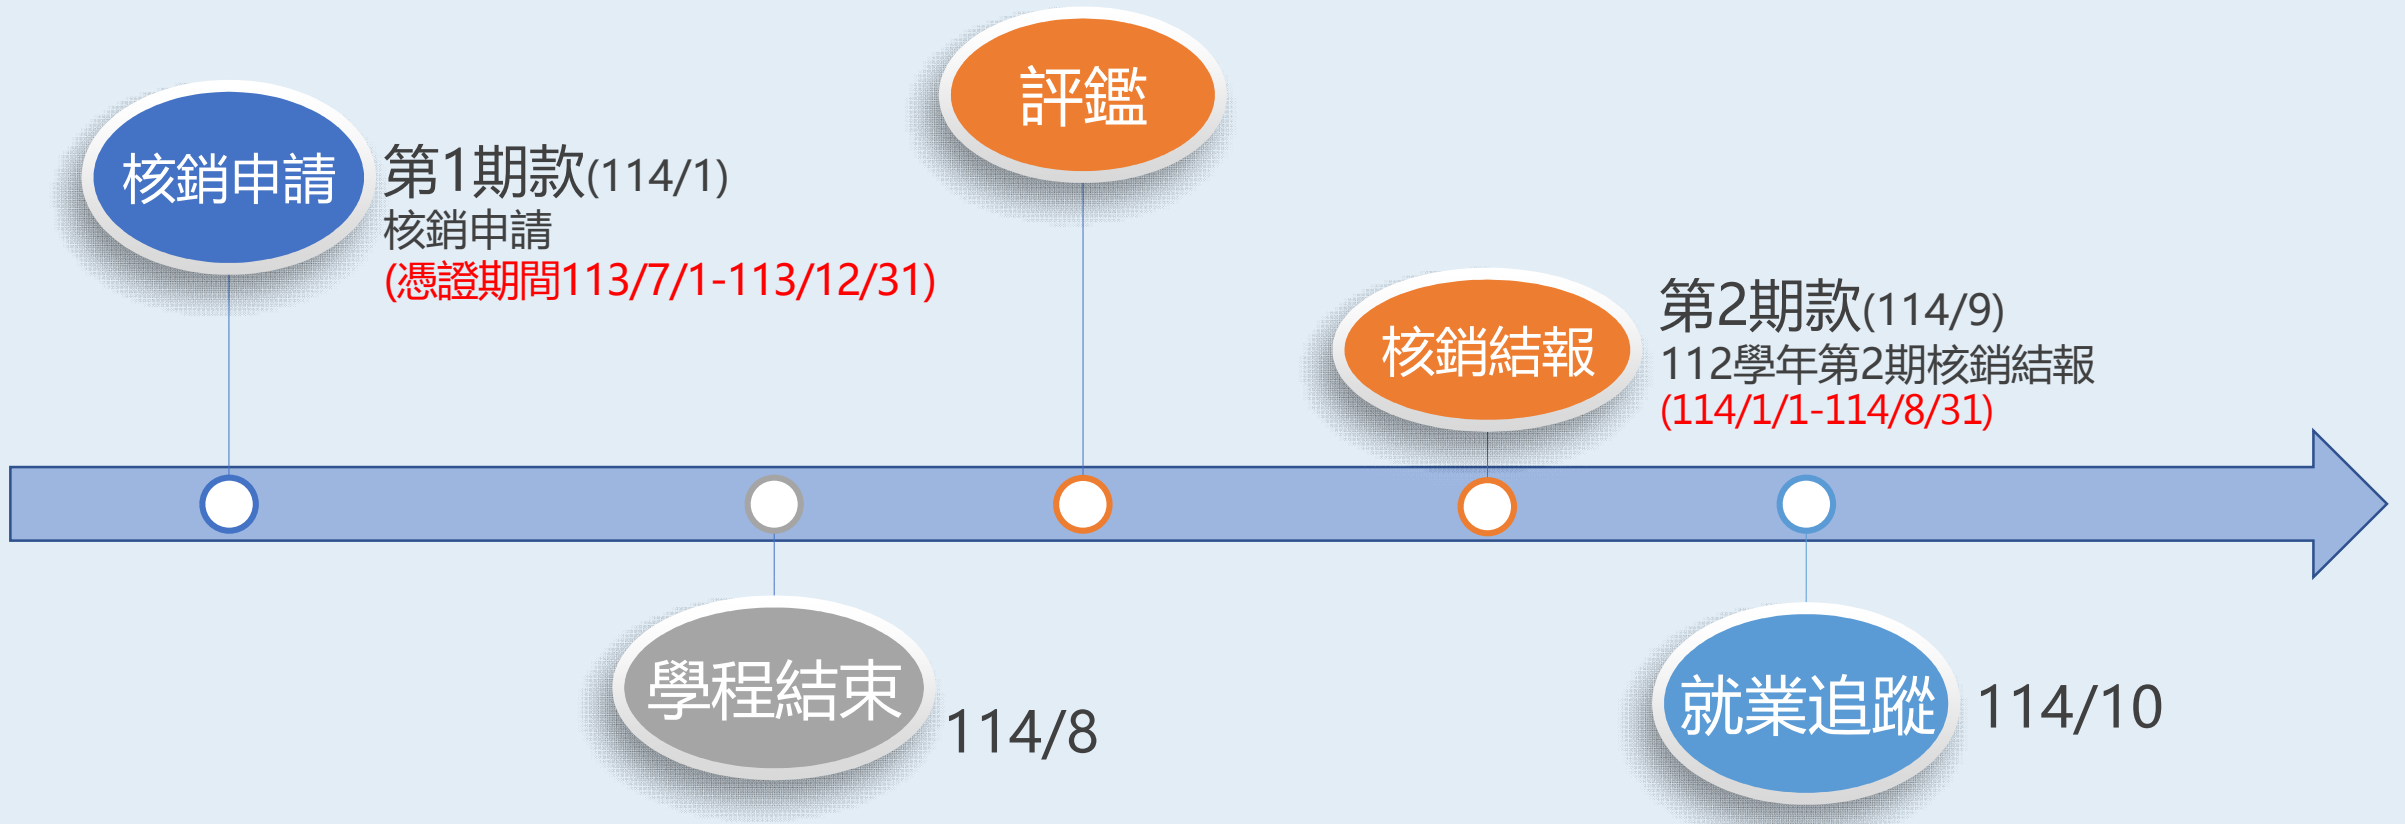 核銷申請
第1期款(114/1)
核銷申請
(憑證期間113/7/1-113/12/31)
學程結束
114/8
評鑑
核銷結報
第2期款(114/9)
112學年第2期核銷結報
(114/1/1-114/8/31)
就業追蹤
114/10